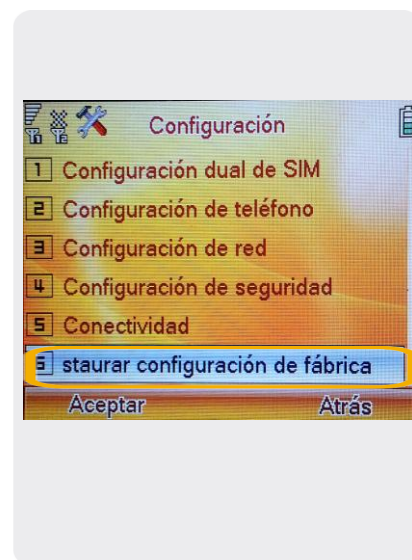 Configuración
1 Configuración dual de SIM
2 Configuración de teléfono
3 Configuración de red
4 Configuración de seguridad
5 Conectividad
6 staurar configuración de fábrica
Aceptar Atrás